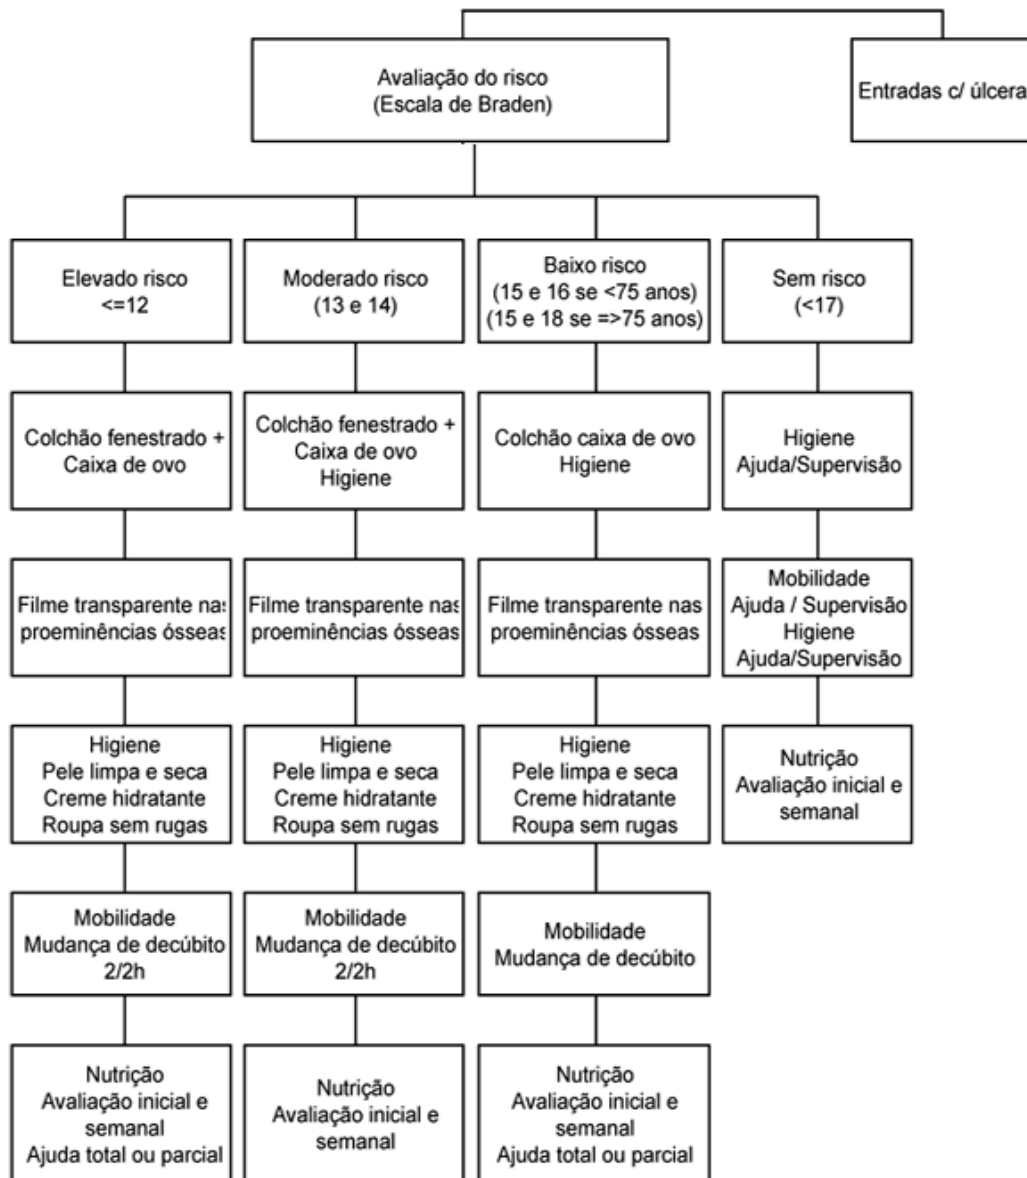 Avaliação do risco
(Escala de Braden)
Entradas c/ úlcera
Elevado risco
<=12
Moderado risco
(13 e 14)
Baixo risco
(15 e 16 se <75 anos)
(15 e 18 se =>75 anos)
Sem risco
(<17)
Colchão fenestrado +
Caixa de ovo
Colchão fenestrado +
Caixa de ovo
Higiene
Colchão caixa de ovo
Higiene
Higiene
Ajuda/Supervisão
Filme transparente nas
proeminências ósseas
Filme transparente nas
proeminências ósseas
Filme transparente nas
proeminências ósseas
Mobilidade
Ajuda / Supervisão
Higiene
Ajuda/Supervisão
Higiene
Pele limpa e seca
Creme hidratante
Roupa sem rugas
Higiene
Pele limpa e seca
Creme hidratante
Roupa sem rugas
Higiene
Pele limpa e seca
Creme hidratante
Roupa sem rugas
Nutrição
Avaliação inicial e
semanal
Mobilidade
Mudança de decúbito
2/2h
Mobilidade
Mudança de decúbito
2/2h
Mobilidade
Mudança de decúbito
Nutrição
Avaliação inicial e
semanal
Ajuda total ou parcial
Nutrição
Avaliação inicial e
semanal
Nutrição
Avaliação inicial e
semanal
Ajuda total ou parcial